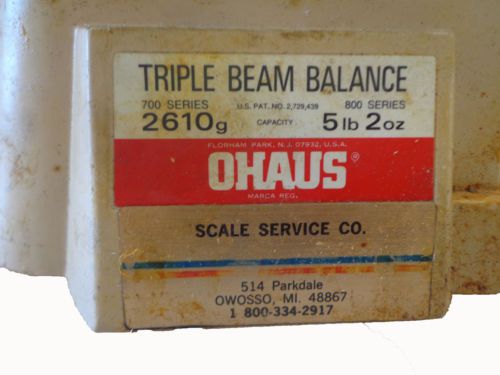 TRIPLE BEAM BALANCE
700 SERIES U.S. PAT. NO. 2,729,439 800 SERIES
2610g CAPACITY 5 lb 2 oz
FLORHAM PARK, N.J. 07932, U.S.A.
OHAUS®
MARCA REG.
SCALE SERVICE CO.
514 Parkdale
OWOSSO, MI. 48867
1 800-334-2917